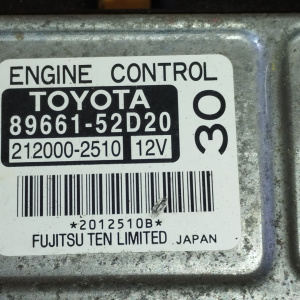 ENGINE CONTROL
TOYOTA
89661-52D20
212000-2510 12V
30
*2012510B*
FUJITSU TEN LIMITED JAPAN